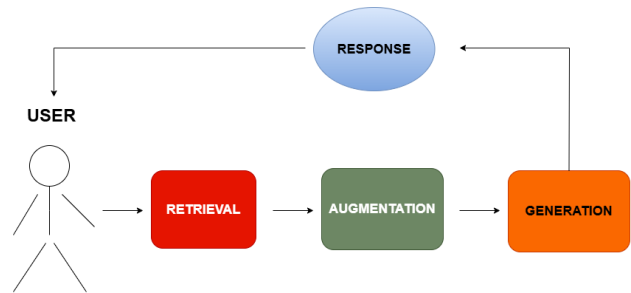 RESPONSE
USER
RETRIEVAL
AUGMENTATION
GENERATION